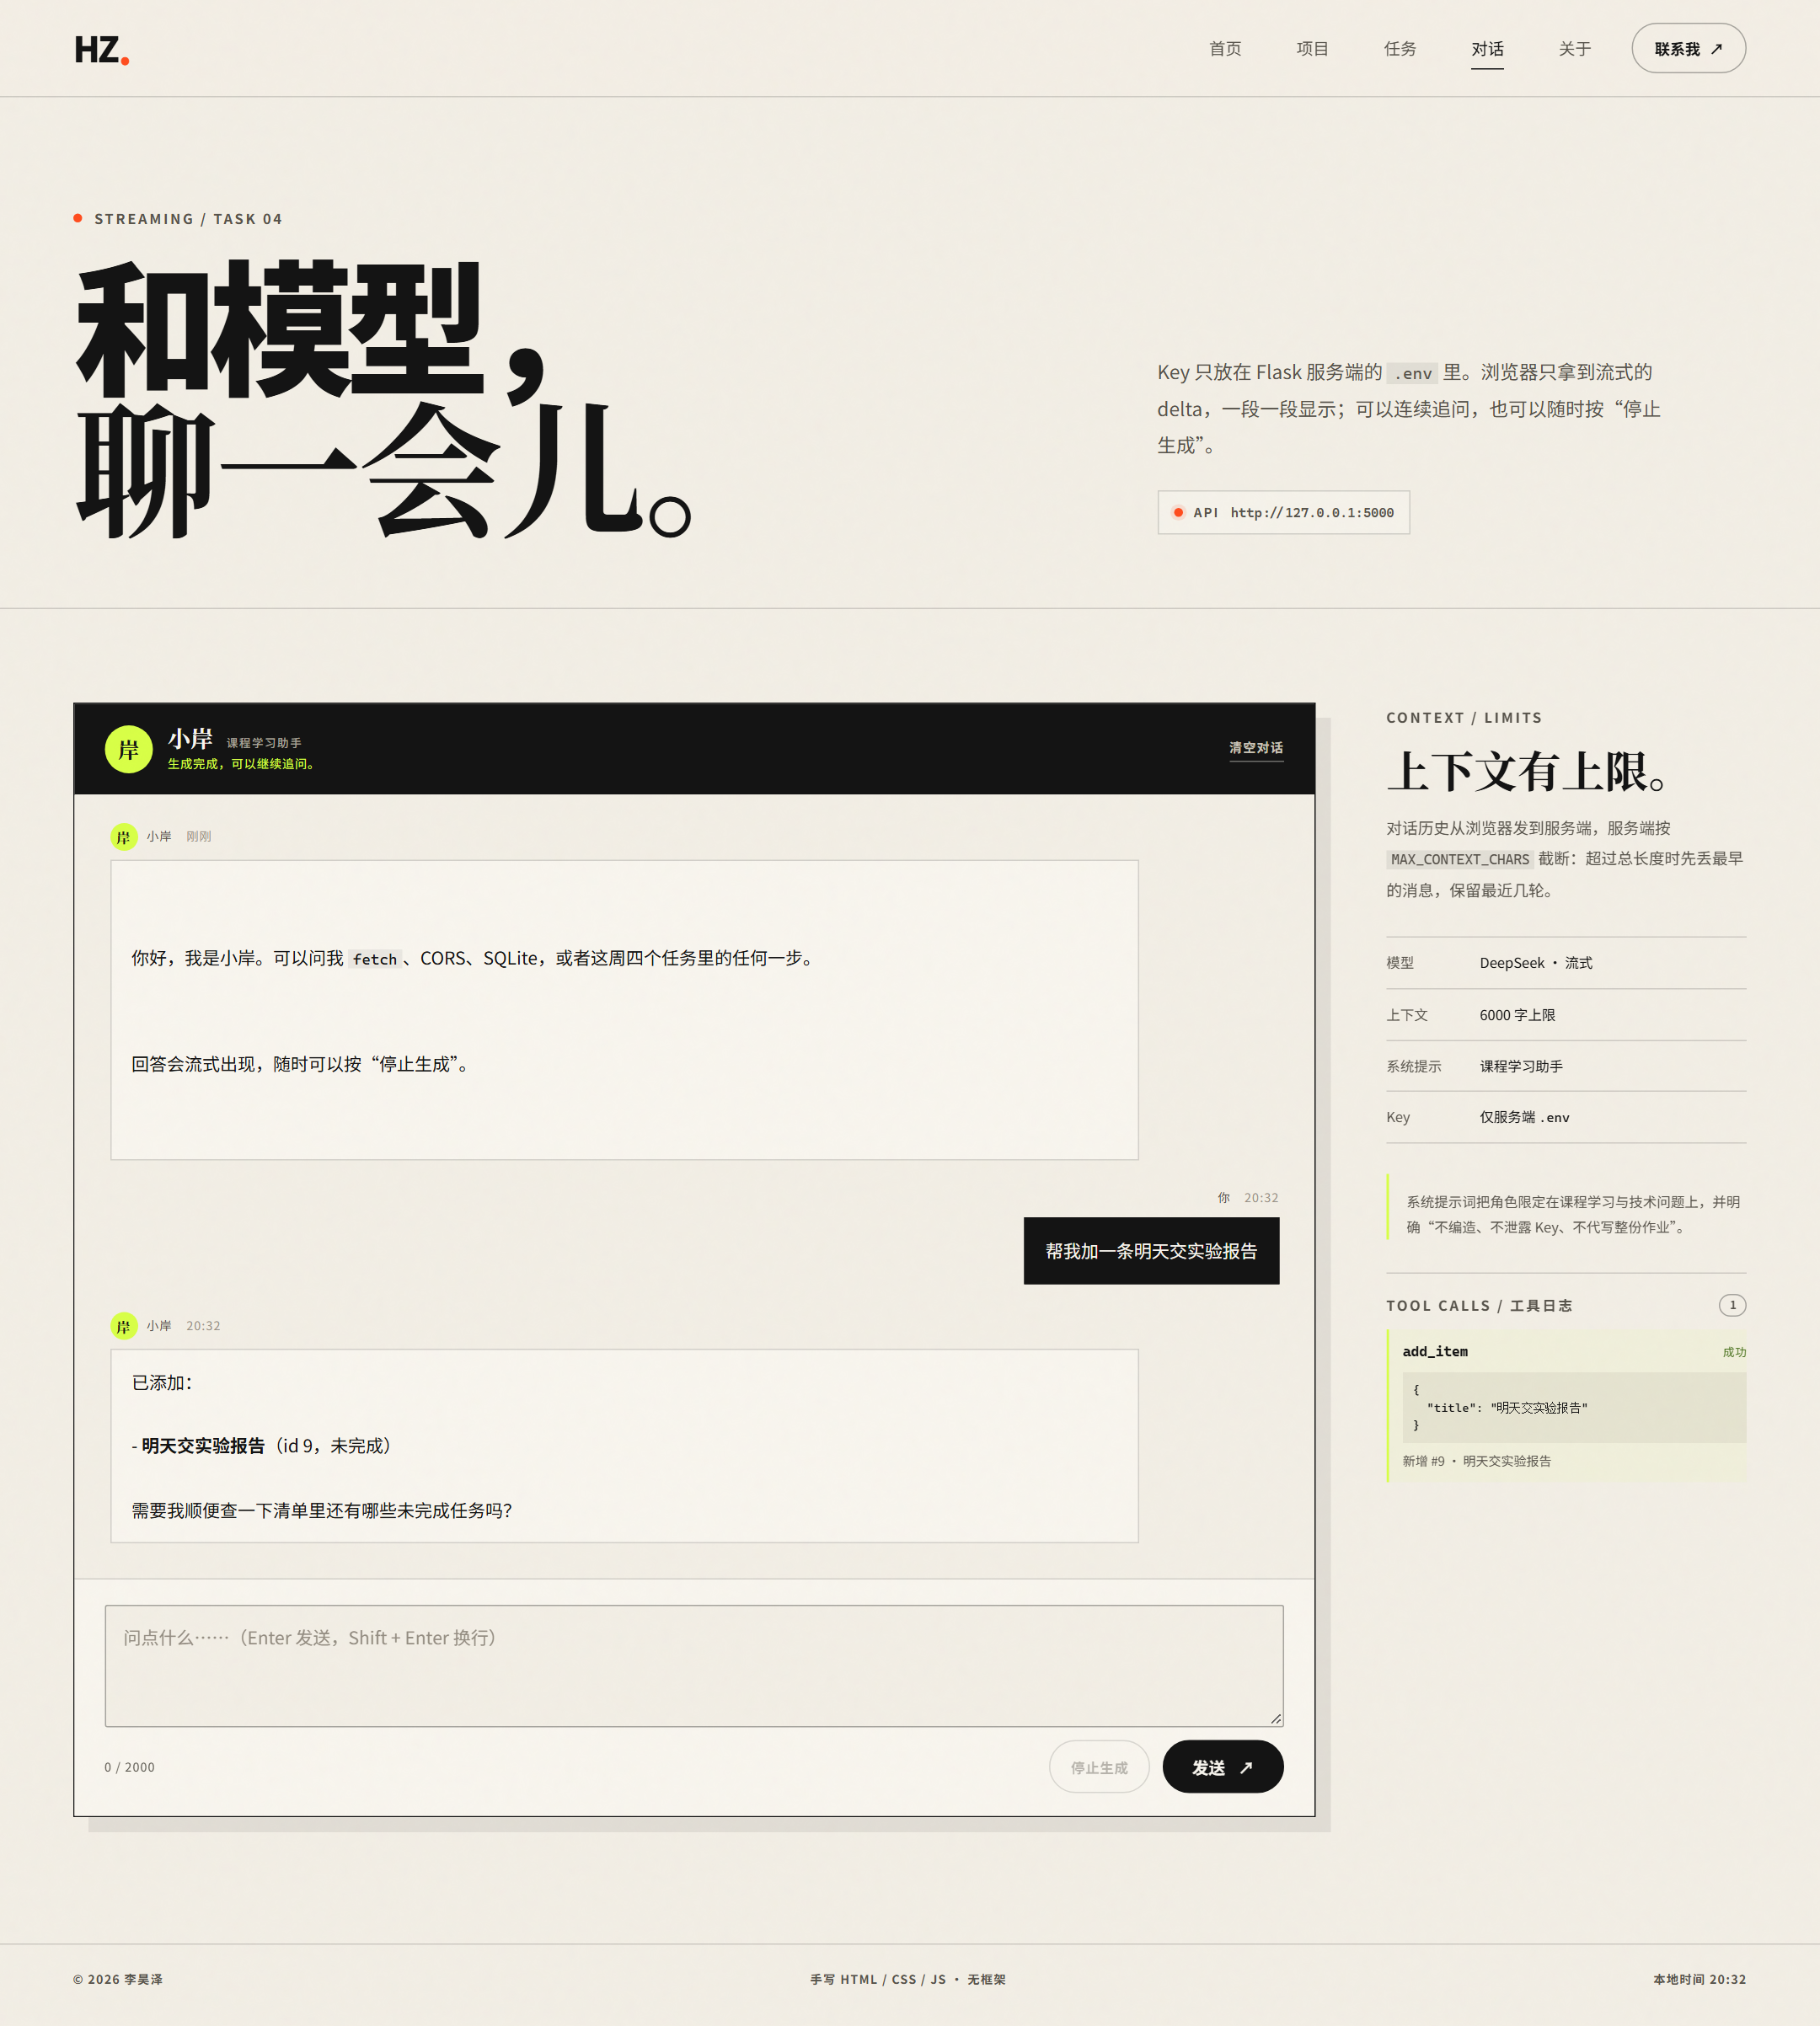 HZ.
首页 项目 任务 对话 关于 联系我 ↗
STREAMING / TASK 04
和模型，
聊一会儿。
Key 只放在 Flask 服务端的 .env 里。浏览器只拿到流式的
delta，一段一段显示；可以连续追问，也可以随时按“停止
生成”。
API http://127.0.0.1:5000
岸 小岸 课程学习助手
生成完成，可以继续追问。
清空对话
岸 小岸 刚刚
你好，我是小岸。可以问我 fetch、CORS、SQLite，或者这周四个任务里的任何一步。
回答会流式出现，随时可以按“停止生成”。
你 20:32
帮我加一条明天交实验报告
岸 小岸 20:32
已添加：
- 明天交实验报告（id 9，未完成）
需要我顺便查一下清单里还有哪些未完成任务吗？
问点什么……（Enter 发送，Shift + Enter 换行）
0 / 2000
停止生成
发送 ↗
CONTEXT / LIMITS
上下文有上限。
对话历史从浏览器发到服务端，服务端按
MAX_CONTEXT_CHARS 截断：超过总长度时先丢最早
的消息，保留最近几轮。
模型 DeepSeek · 流式
上下文 6000 字上限
系统提示 课程学习助手
Key 仅服务端 .env
系统提示词把角色限定在课程学习与技术问题上，并明
确“不编造、不泄露 Key、不代写整份作业”。
TOOL CALLS / 工具日志 1
add_item 成功
{
"title": "明天交实验报告"
}
新增 #9 · 明天交实验报告
© 2026 李昊泽
手写 HTML / CSS / JS · 无框架
本地时间 20:32